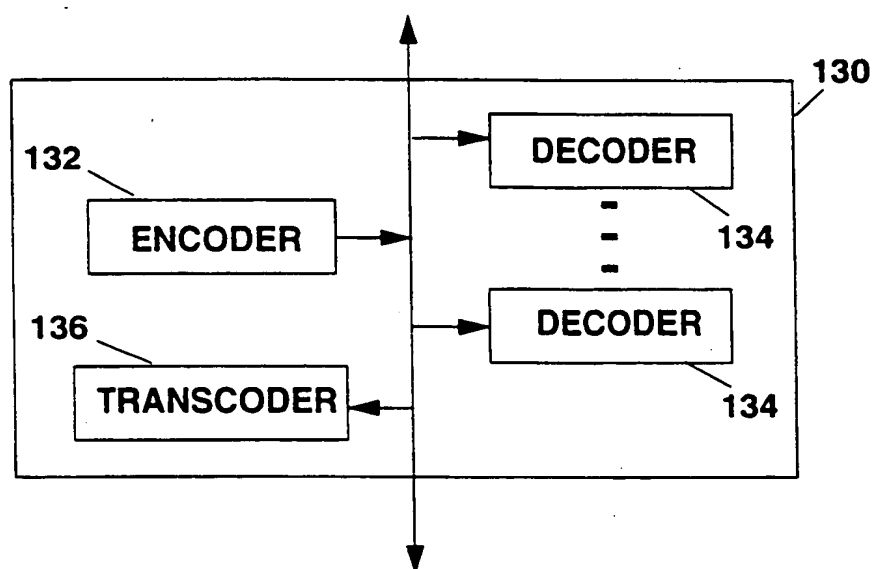 130
DECODER
132
134
ENCODER
DECODER
136
134
TRANSCODER